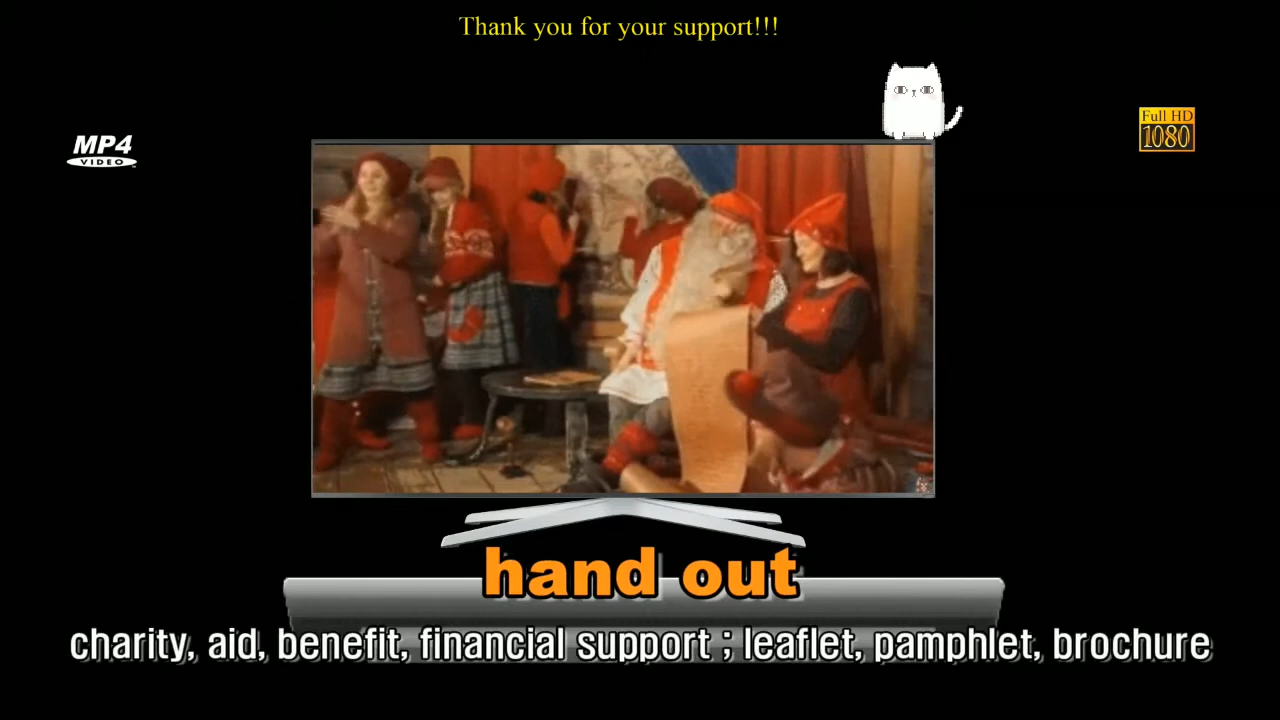 Thank you for your support!!!
MP4
VIDEO
Full HD
1080
hand out
charity, aid, benefit, financial support ; leaflet, pamphlet, brochure